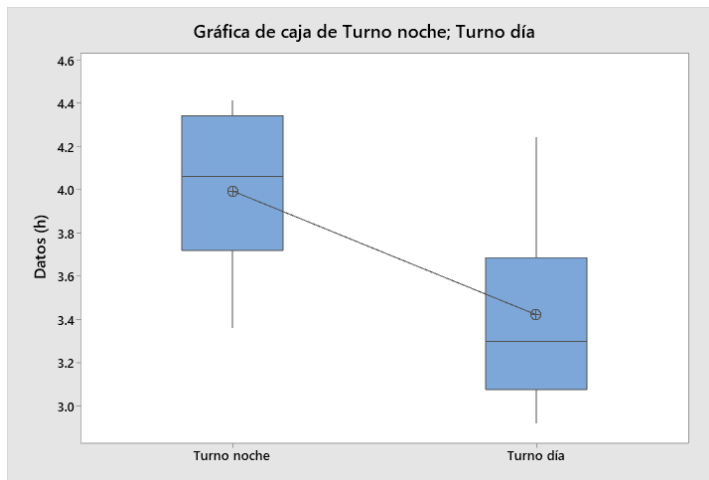 Gráfica de caja de Turno noche; Turno día
4.6
4.4
4.2
4.0
3.8
3.6
3.4
3.2
3.0
Datos (h)
Turno noche
Turno día